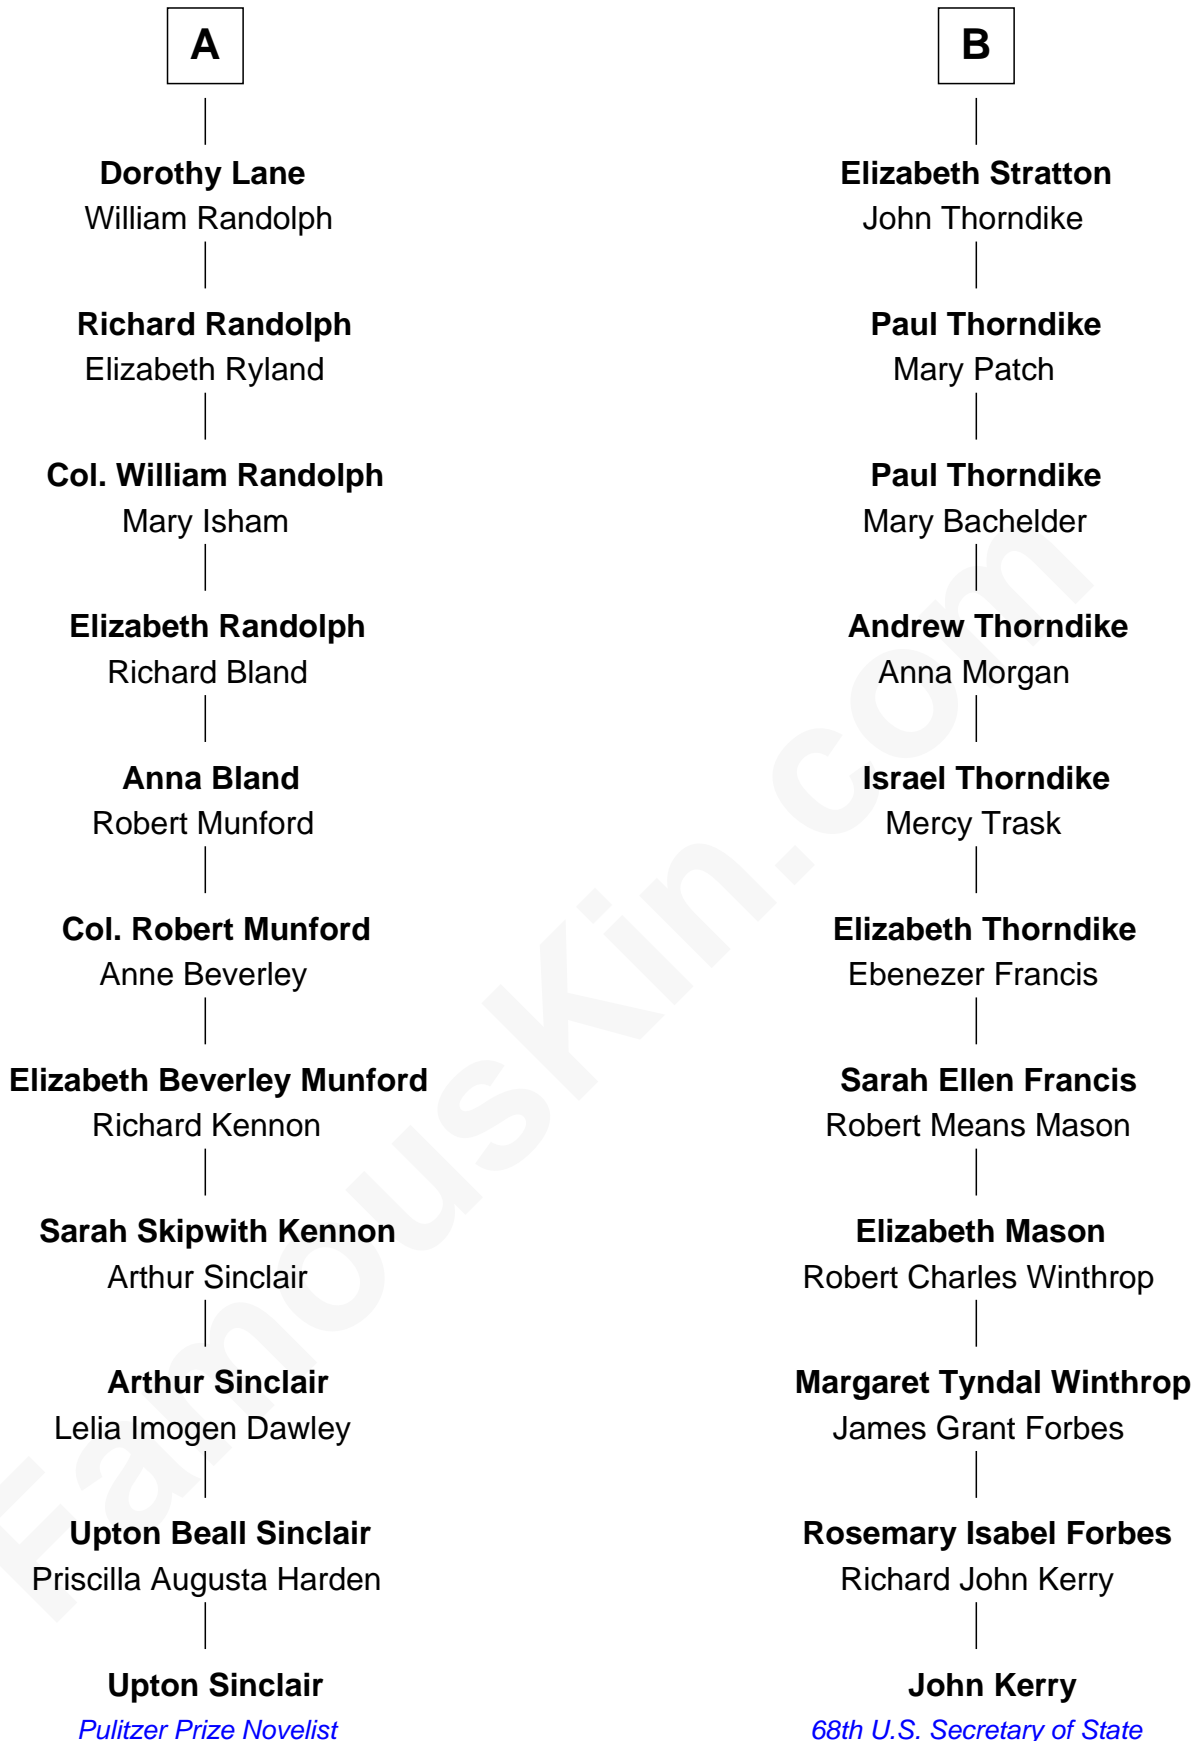 A
Dorothy Lane
William Randolph
Richard Randolph
Elizabeth Ryland
Col. William Randolph
Mary Isham
Elizabeth Randolph
Richard Bland
Anna Bland
Robert Munford
Col. Robert Munford
Anne Beverley
Elizabeth Beverley Munford
Richard Kennon
Sarah Skipwith Kennon
Arthur Sinclair
Arthur Sinclair
Lelia Imogen Dawley
Upton Beall Sinclair
Priscilla Augusta Harden
Upton Sinclair
Pulitzer Prize Novelist
B
Elizabeth Stratton
John Thorndike
Paul Thorndike
Mary Patch
Paul Thorndike
Mary Bachelder
Andrew Thorndike
Anna Morgan
Israel Thorndike
Mercy Trask
Elizabeth Thorndike
Ebenezer Francis
Sarah Ellen Francis
Robert Means Mason
Elizabeth Mason
Robert Charles Winthrop
Margaret Tyndal Winthrop
James Grant Forbes
Rosemary Isabel Forbes
Richard John Kerry
John Kerry
68th U.S. Secretary of State
FamousKin.com